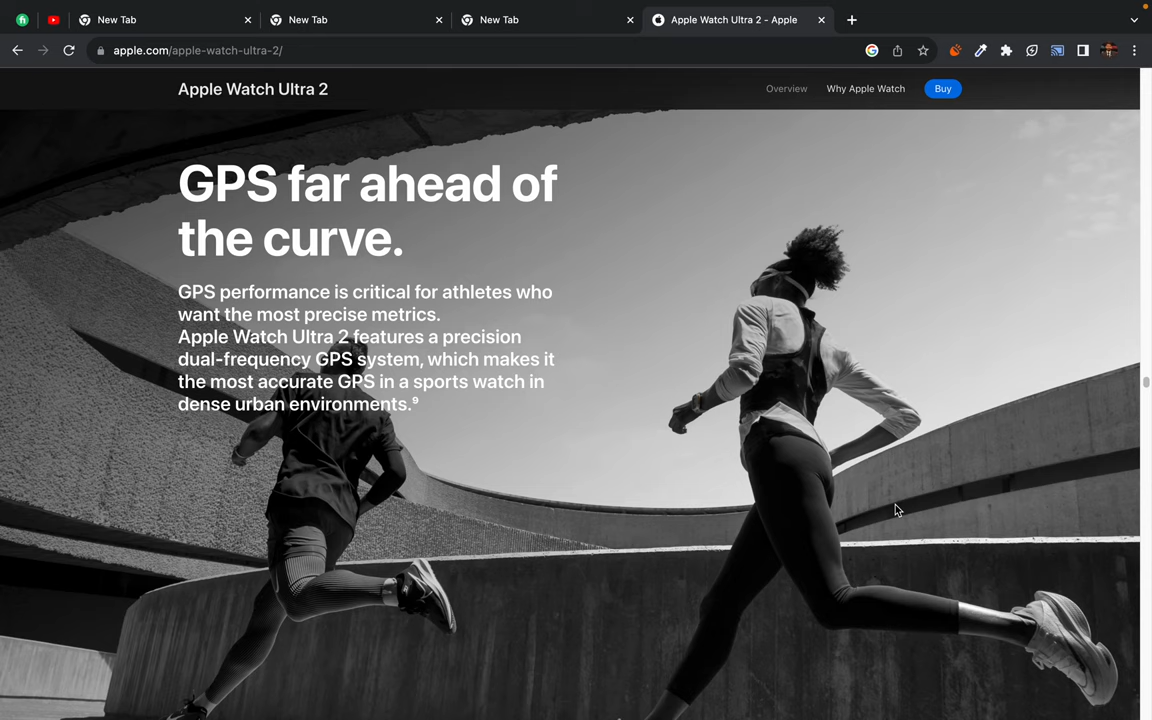 New Tab
New Tab
New Tab
Apple Watch Ultra 2 - Apple
apple.com/apple-watch-ultra-2/
Apple Watch Ultra 2
Overview
Why Apple Watch
Buy
GPS far ahead of
the curve.
GPS performance is critical for athletes who
want the most precise metrics.
Apple Watch Ultra 2 features a precision
dual-frequency GPS system, which makes it
the most accurate GPS in a sports watch in
dense urban environments.⁹